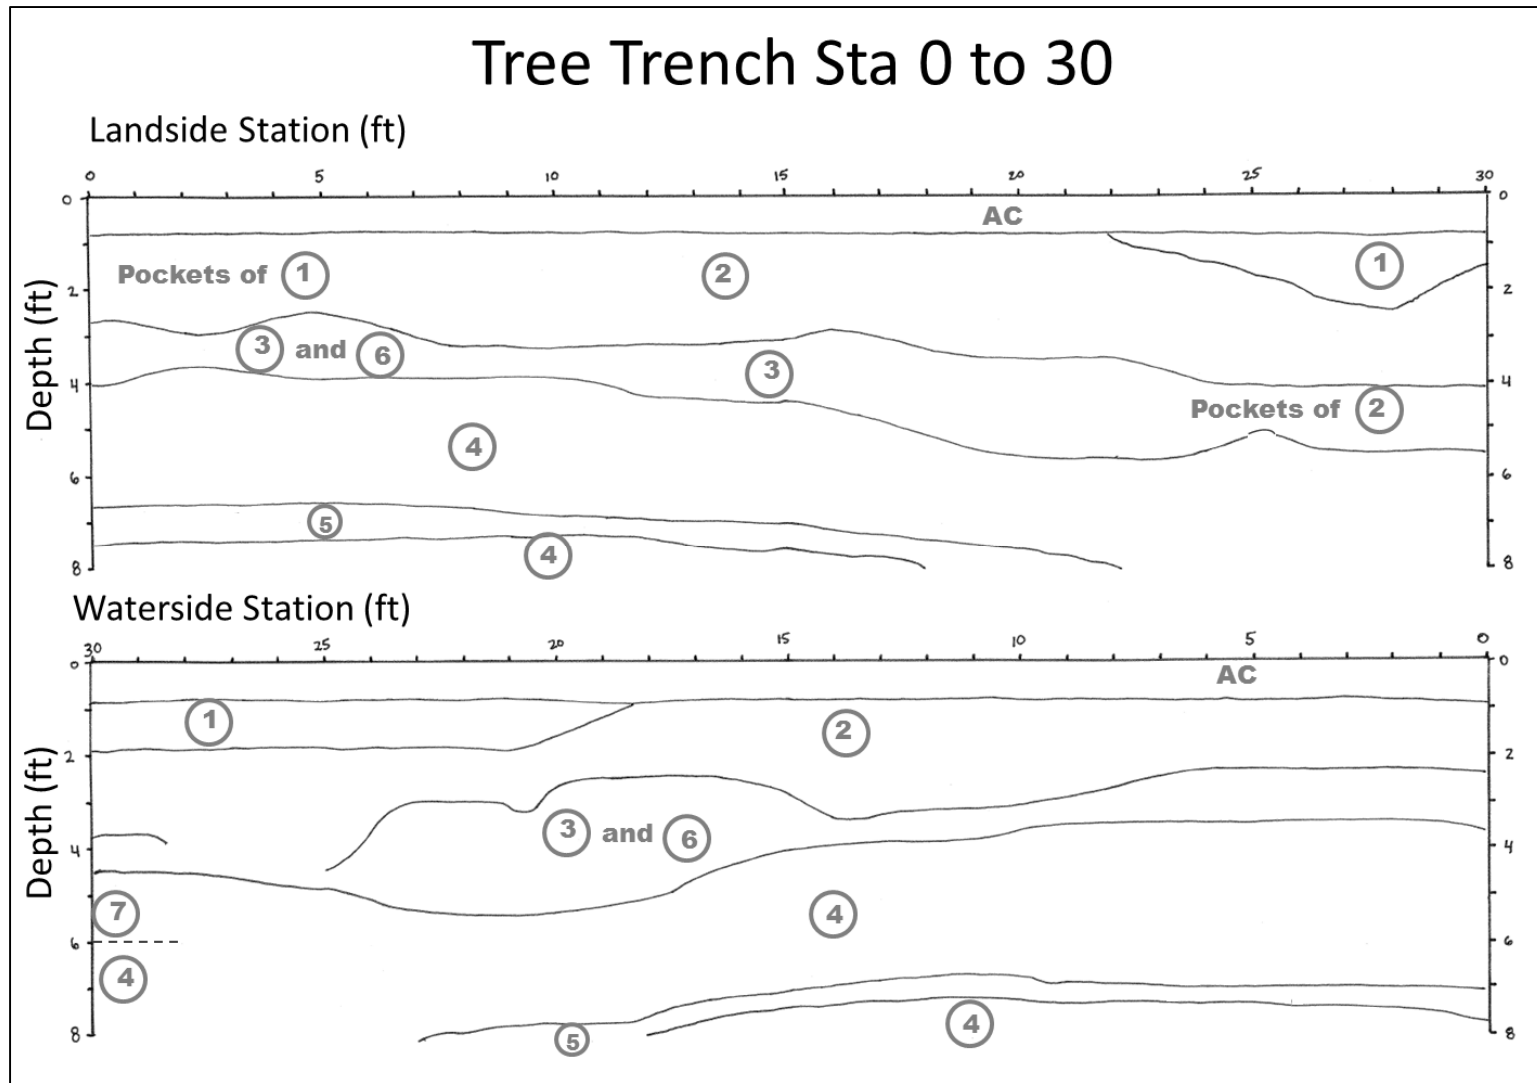 Tree Trench Sta 0 to 30
Landside Station (ft)
0 5 10 15 20 25 30
0 0
AC
Pockets of 1 2 1
2 2
3 and 6 3
4 4
Pockets of 2
4
6 6
5
4
8 8
Depth (ft)
Waterside Station (ft)
30 25 20 15 10 5 0
0 0
AC
1 2
2 2
3 and 6
4 4
7 4
6 6
4
5 4
8 8
Depth (ft)